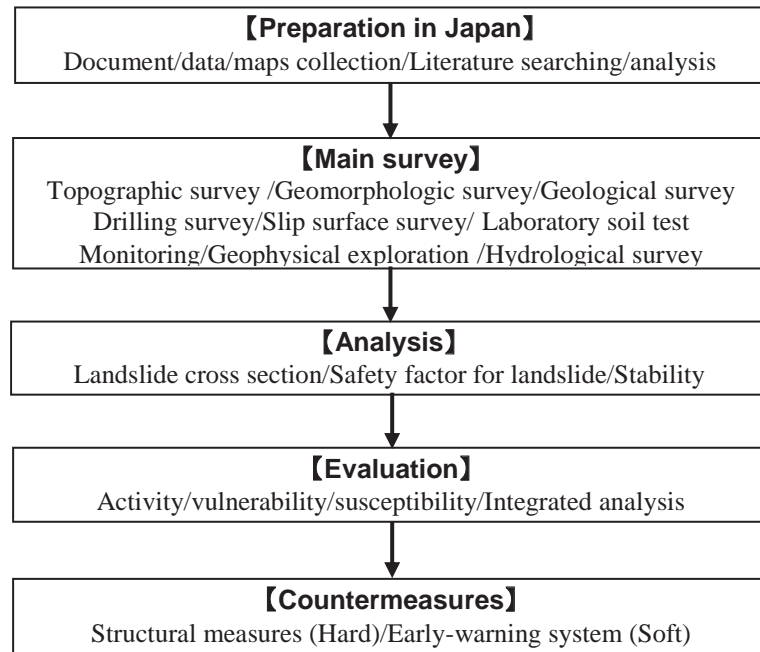 【Preparation in Japan】
Document/data/maps collection/Literature searching/analysis
【Main survey】
Topographic survey /Geomorphologic survey/Geological survey
Drilling survey/Slip surface survey/ Laboratory soil test
Monitoring/Geophysical exploration /Hydrological survey
【Analysis】
Landslide cross section/Safety factor for landslide/Stability
【Evaluation】
Activity/vulnerability/susceptibility/Integrated analysis
【Countermeasures】
Structural measures (Hard)/Early-warning system (Soft)